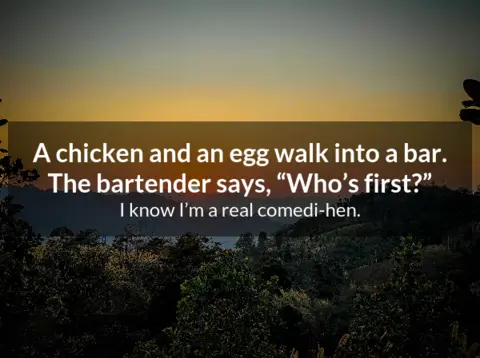 A chicken and an egg walk into a bar.
The bartender says, “Who’s first?”
I know I’m a real comedi-hen.